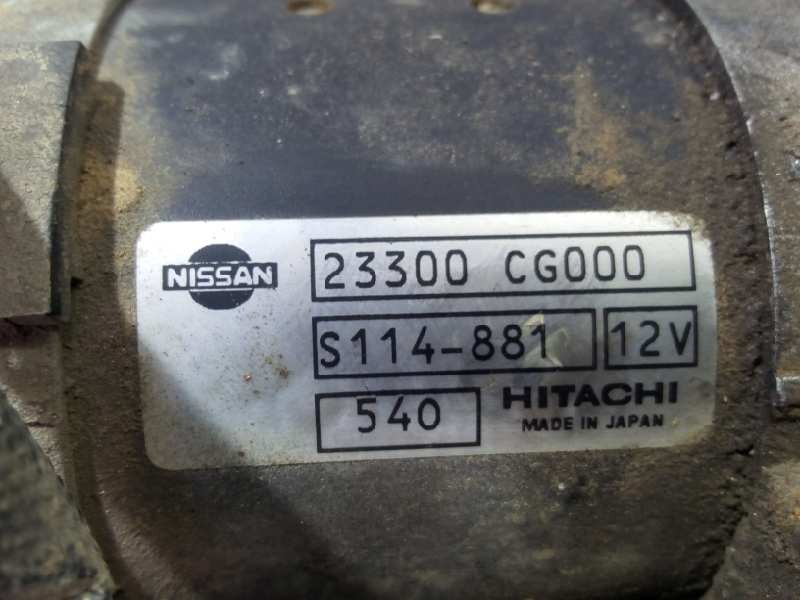 NISSAN
23300 CG000
S114-881 12V
540 HITACHI
MADE IN JAPAN